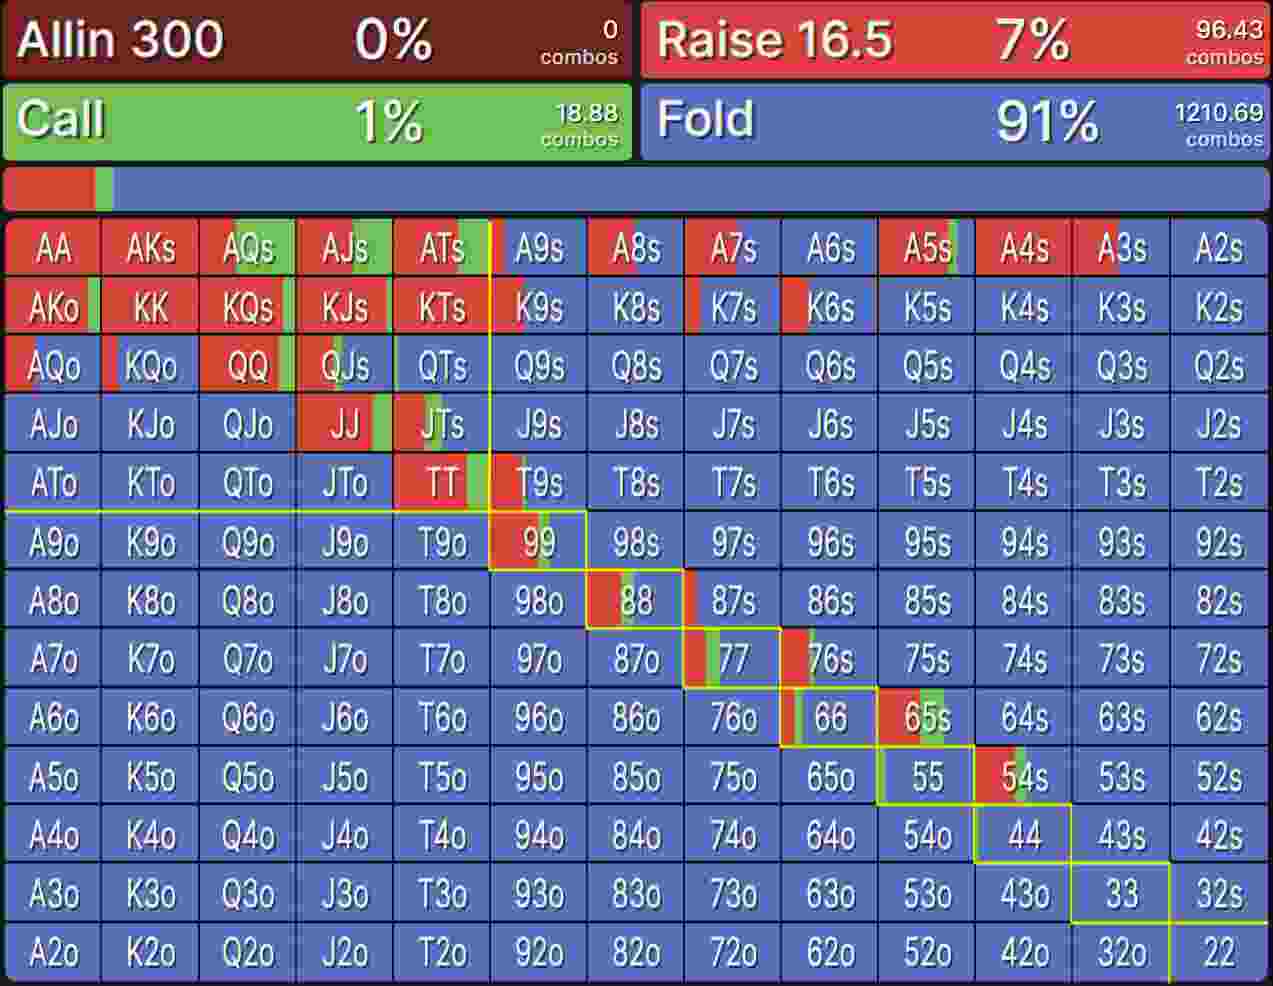 Allin 300 0% 0 combos
Raise 16.5 7% 96.43 combos
Call 1% 18.88 combos
Fold 91% 1210.69 combos
AA AKs AQs AJs ATs A9s A8s A7s A6s A5s A4s A3s A2s
AKo KK KQs KJs KTs K9s K8s K7s K6s K5s K4s K3s K2s
AQo KQo QQ QJs QTs Q9s Q8s Q7s Q6s Q5s Q4s Q3s Q2s
AJo KJo QJo JJ JTs J9s J8s J7s J6s J5s J4s J3s J2s
ATo KTo QTo JTo TT T9s T8s T7s T6s T5s T4s T3s T2s
A9o K9o Q9o J9o T9o 99 98s 97s 96s 95s 94s 93s 92s
A8o K8o Q8o J8o T8o 98o 88 87s 86s 85s 84s 83s 82s
A7o K7o Q7o J7o T7o 97o 87o 77 76s 75s 74s 73s 72s
A6o K6o Q6o J6o T6o 96o 86o 76o 66 65s 64s 63s 62s
A5o K5o Q5o J5o T5o 95o 85o 75o 65o 55 54s 53s 52s
A4o K4o Q4o J4o T4o 94o 84o 74o 64o 54o 44 43s 42s
A3o K3o Q3o J3o T3o 93o 83o 73o 63o 53o 43o 33 32s
A2o K2o Q2o J2o T2o 92o 82o 72o 62o 52o 42o 32o 22